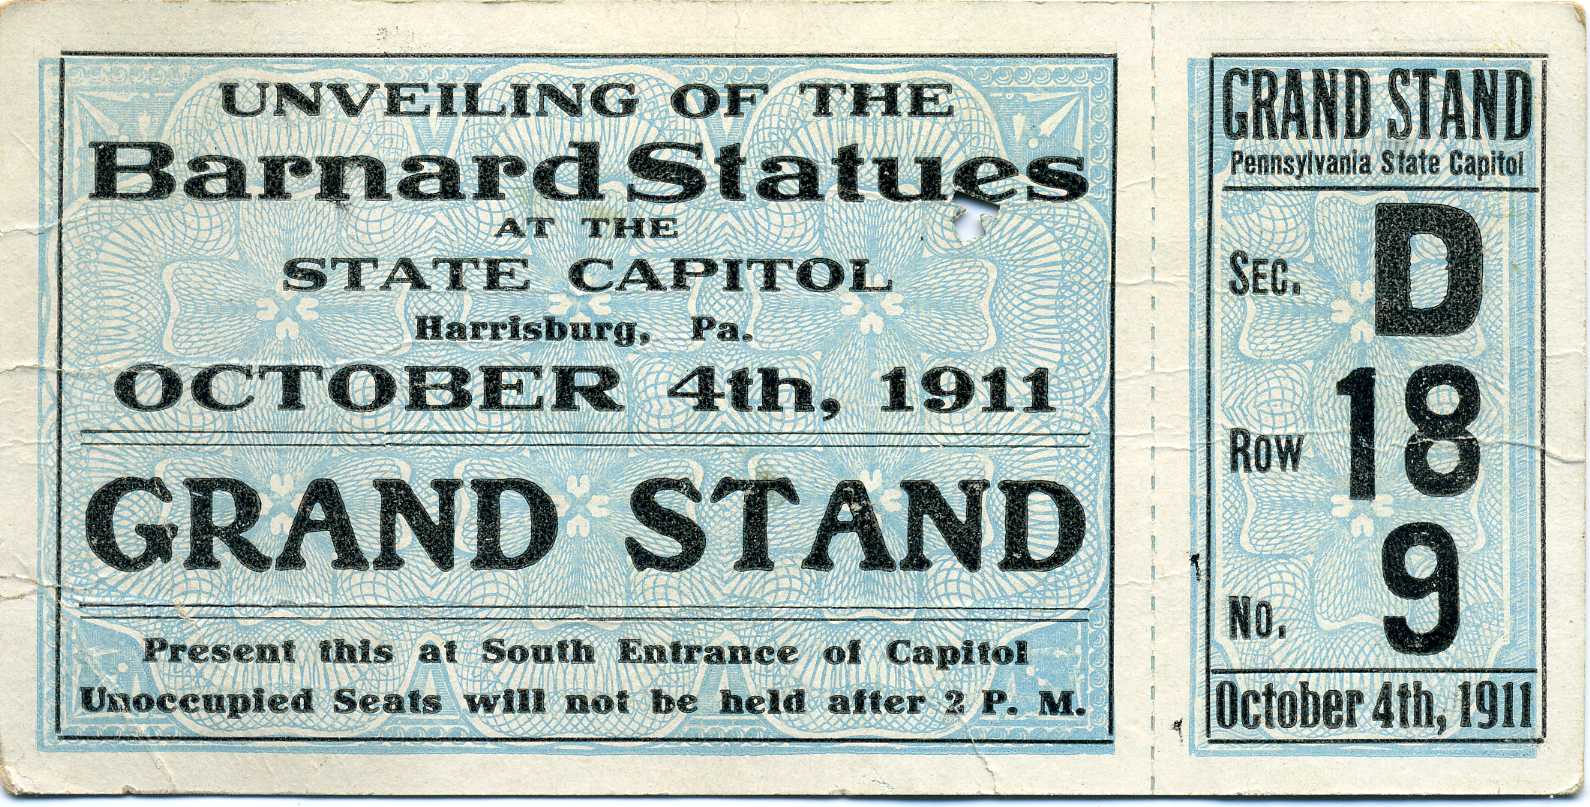 UNVEILING OF THE
Barnard Statues
AT THE
STATE CAPITOL
Harrisburg, Pa.
OCTOBER 4th, 1911
GRAND STAND
Present this at South Entrance of Capitol
Unoccupied Seats will not be held after 2 P. M.
GRAND STAND
Pennsylvania State Capitol
SEC. D
ROW 18
No. 9
October 4th, 1911